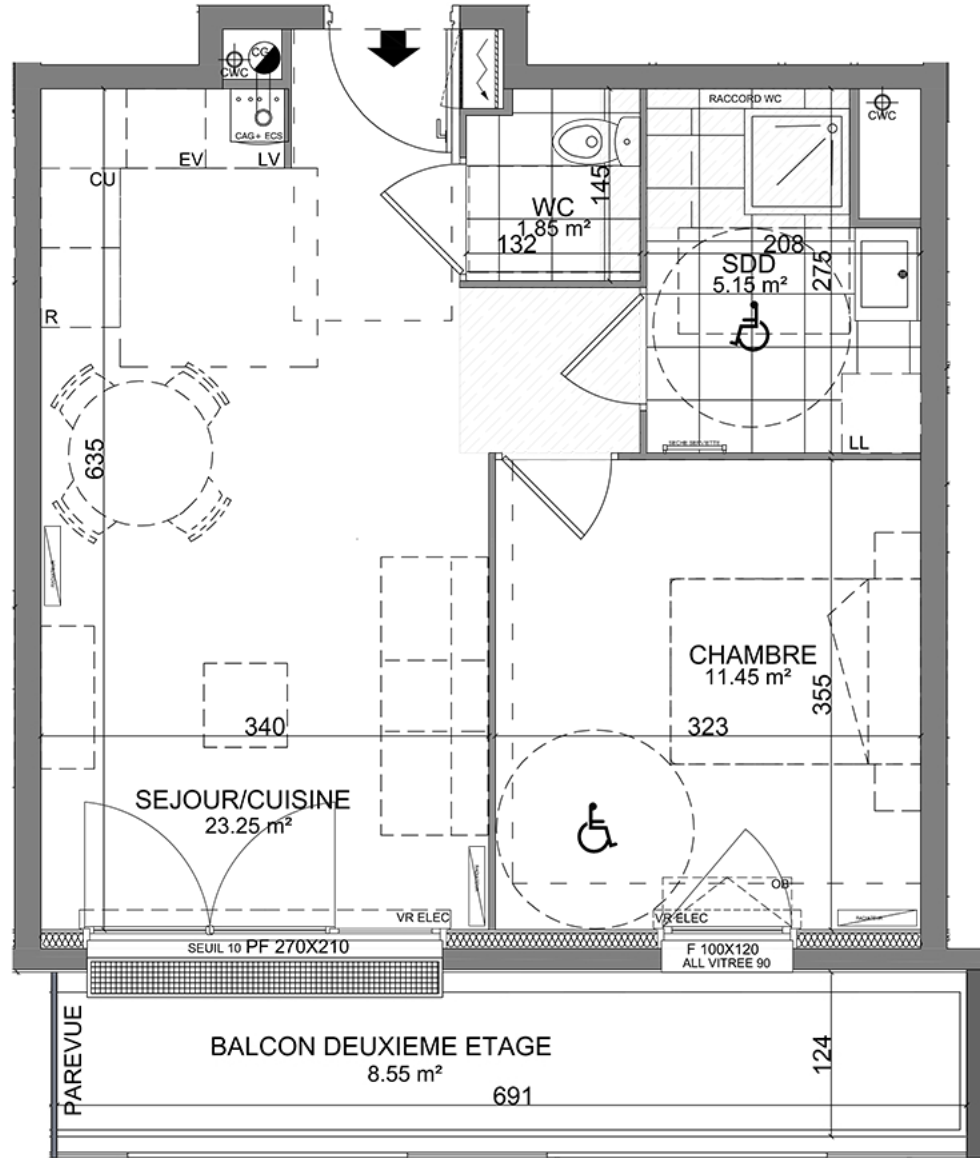 CG
CWC
CAG+ ECS
RACCORD WC
CWC
EV
LV
CU
WC
1.85 m²
145
132
208
SDD
5.15 m²
275
R
635
SECHE SERVIETTE
LL
CHAMBRE
11.45 m²
355
340
323
SEJOUR/CUISINE
23.25 m²
OB
VR ELEC
VR ELEC
RADIATEUR
SEUIL 10 PF 270X210
F 100X120
ALL VITREE 90
PAREVUE
BALCON DEUXIEME ETAGE
8.55 m²
124
691